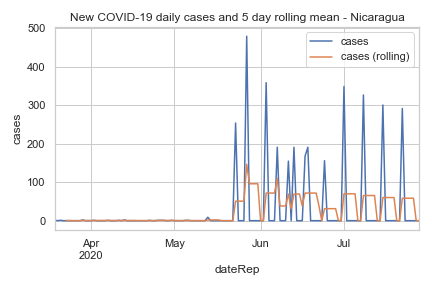 New COVID-19 daily cases and 5 day rolling mean - Nicaragua
cases
cases (rolling)
500
400
300
200
100
0
cases
Apr
2020
May
Jun
Jul
dateRep